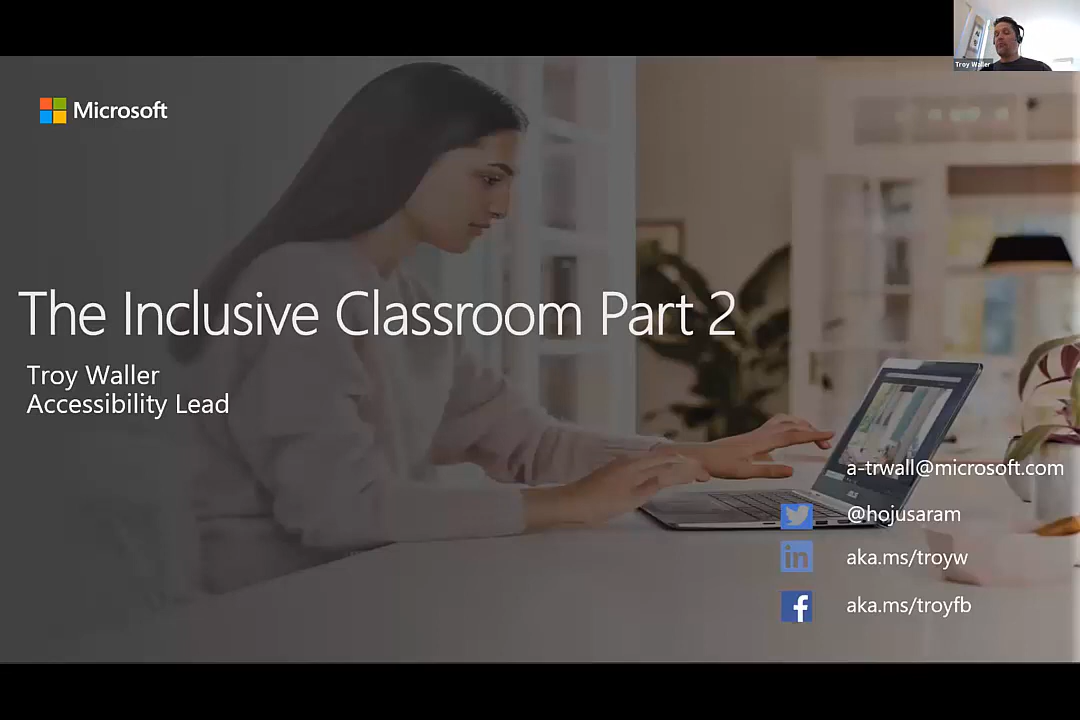 Troy Waller
Microsoft
The Inclusive Classroom Part 2
Troy Waller
Accessibility Lead
a-trwall@microsoft.com
@hojusaram
in aka.ms/troyw
f aka.ms/troyfb